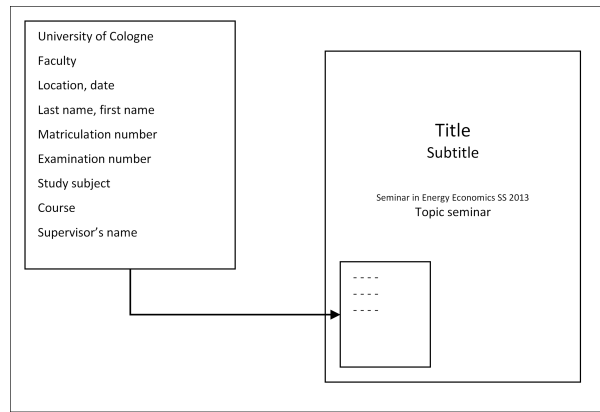 University of Cologne
Faculty
Location, date
Last name, first name
Matriculation number
Examination number
Study subject
Course
Supervisor’s name
Title
Subtitle
Seminar in Energy Economics SS 2013
Topic seminar
- - - -
- - - -
- - - -